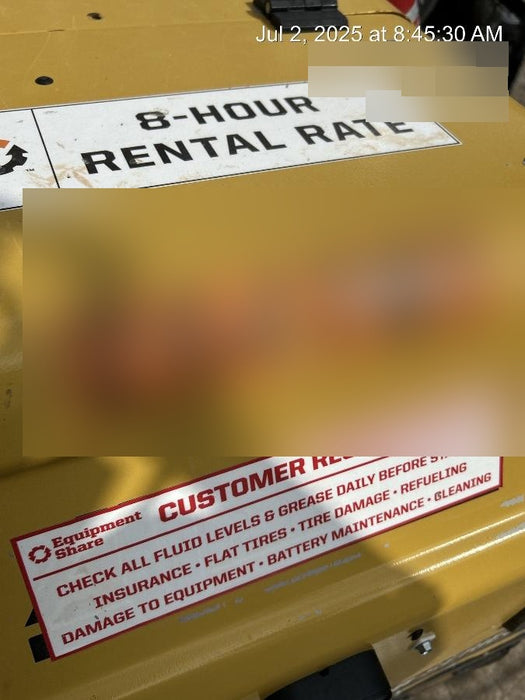 Jul 2, 2025 at 8:45:30 AM
8-HOUR
RENTAL RATE
Equipment
Share
CUSTOMER
CHECK ALL FLUID LEVELS & GREASE DAILY BEFORE
INSURANCE • FLAT TIRES • TIRE DAMAGE • REFUELING
DAMAGE TO EQUIPMENT • BATTERY MAINTENANCE • CLEANING